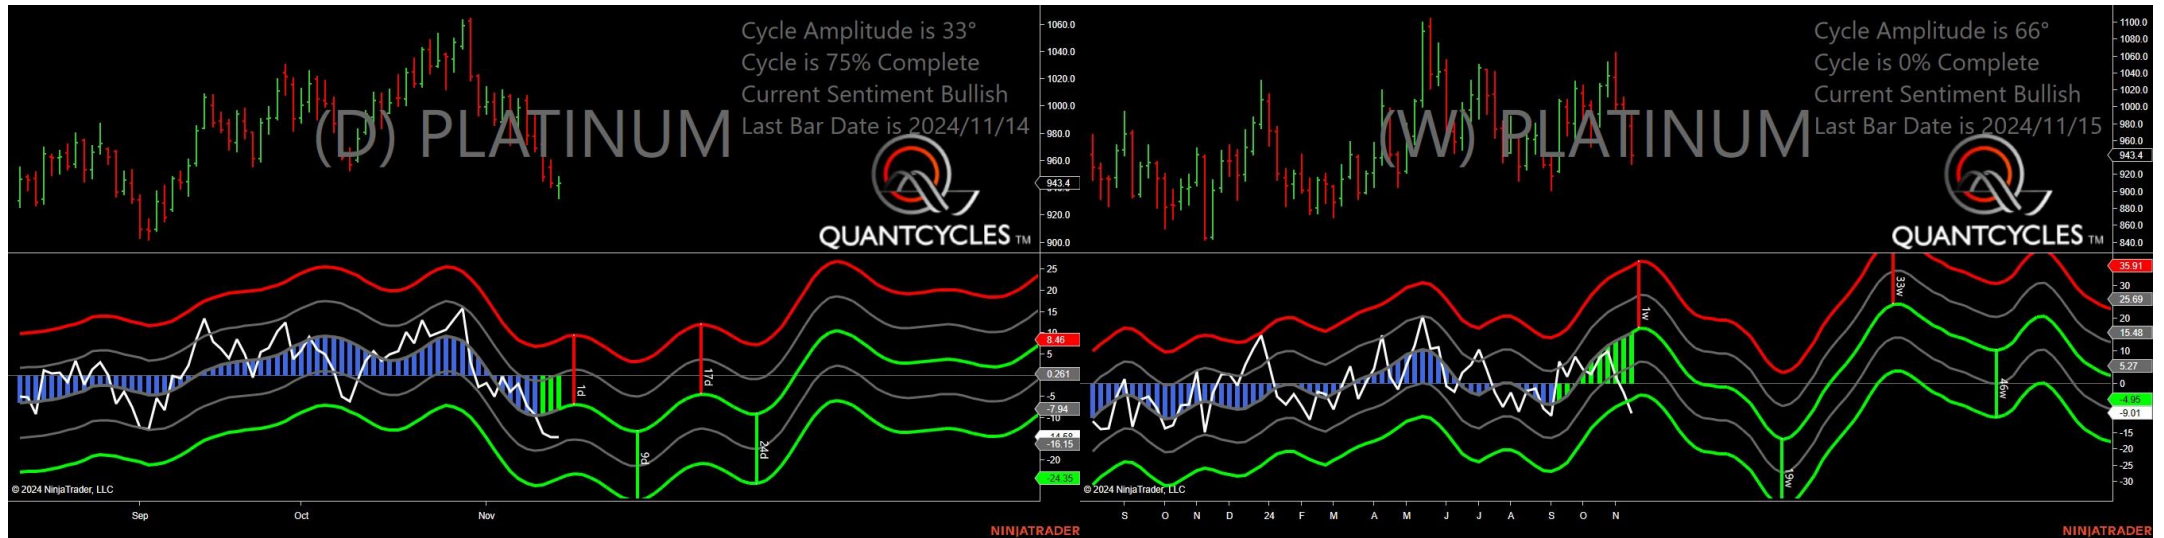 Cycle Amplitude is 33°
Cycle is 75% Complete
Current Sentiment Bullish
Last Bar Date is 2024/11/14
(D) PLATINUM
QUANTCYCLES TM
1060.0
1040.0
1020.0
1000.0
980.0
960.0
943.4
920.0
900.0
25
20
15
10
8.46
5
0.261
-5
-7.94
-10
-14.58
-16.15
-20
-24.35
1d
9d
17d
24d
© 2024 NinjaTrader, LLC
Sep
Oct
Nov
NINJATRADER
Cycle Amplitude is 66°
Cycle is 0% Complete
Current Sentiment Bullish
Last Bar Date is 2024/11/15
(W) PLATINUM
QUANTCYCLES TM
1100.0
1080.0
1060.0
1040.0
1020.0
1000.0
980.0
960.0
943.4
920.0
900.0
880.0
860.0
840.0
35.91
30
25.69
20
15.48
10
5.27
0
-4.95
-9.01
-15
-20
-25
-30
1w
19w
33w
46w
© 2024 NinjaTrader, LLC
S
O
N
D
24
F
M
A
M
J
J
A
S
O
N
NINJATRADER